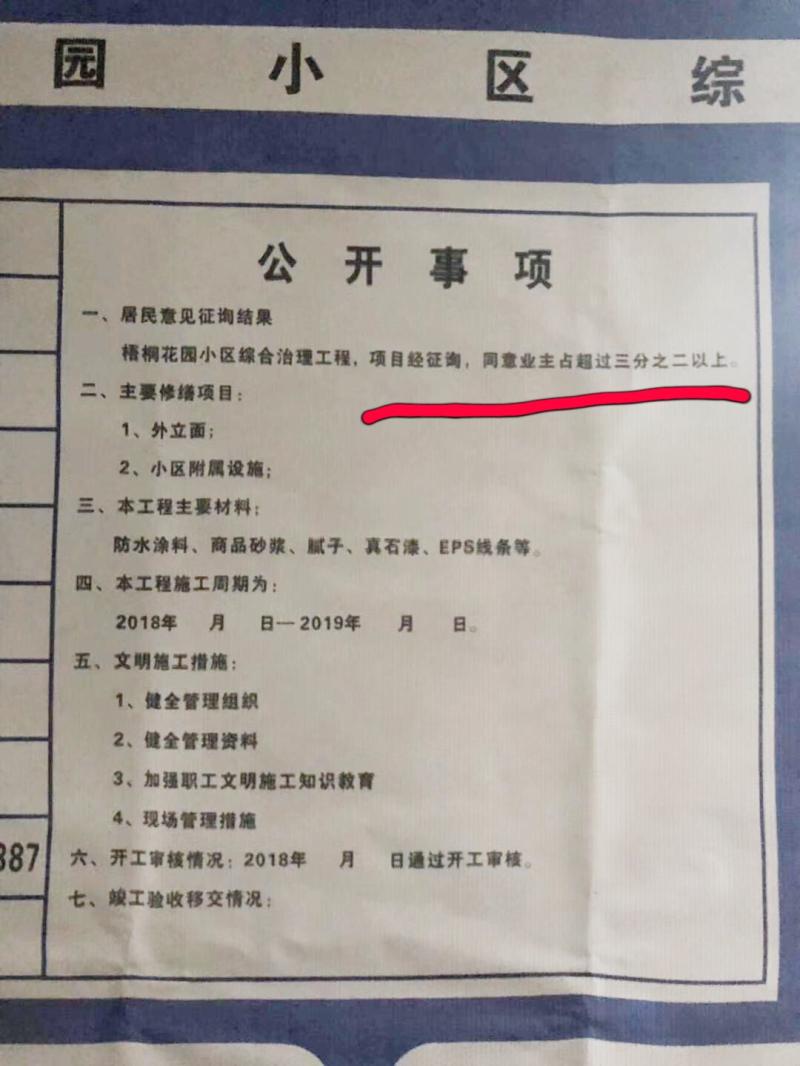 园小区综
公开事项
一、居民意见征询结果
梧桐花园小区综合治理工程，项目经征询，同意业主占超过三分之二以上。
二、主要修缮项目：
1、外立面；
2、小区附属设施；
三、本工程主要材料：
防水涂料、商品砂浆、腻子、真石漆、EPS线条等。
四、本工程施工周期为：
2018年 月 日—2019年 月 日。
五、文明施工措施：
1、健全管理组织
2、健全管理资料
3、加强职工文明施工知识教育
4、现场管理措施
887
六、开工审核情况：2018年 月 日通过开工审核。
七、竣工验收移交情况：